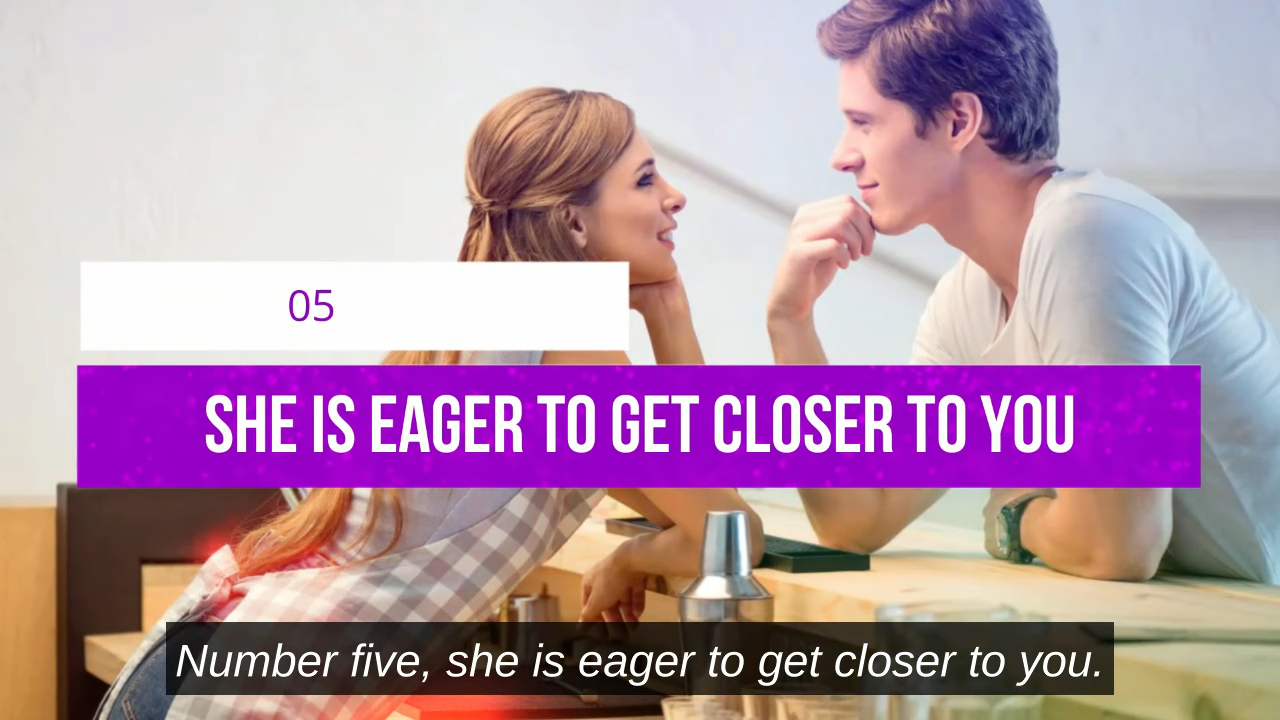 05
SHE IS EAGER TO GET CLOSER TO YOU
Number five, she is eager to get closer to you.